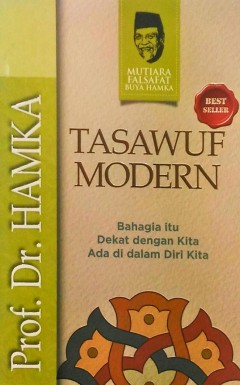 MUTIARA
FALSAFAT
BUYA HAMKA
BEST
SELLER
Prof. Dr. HAMKA
TASAWUF
MODERN
Bahagia itu
Dekat dengan Kita
Ada di dalam Diri Kita